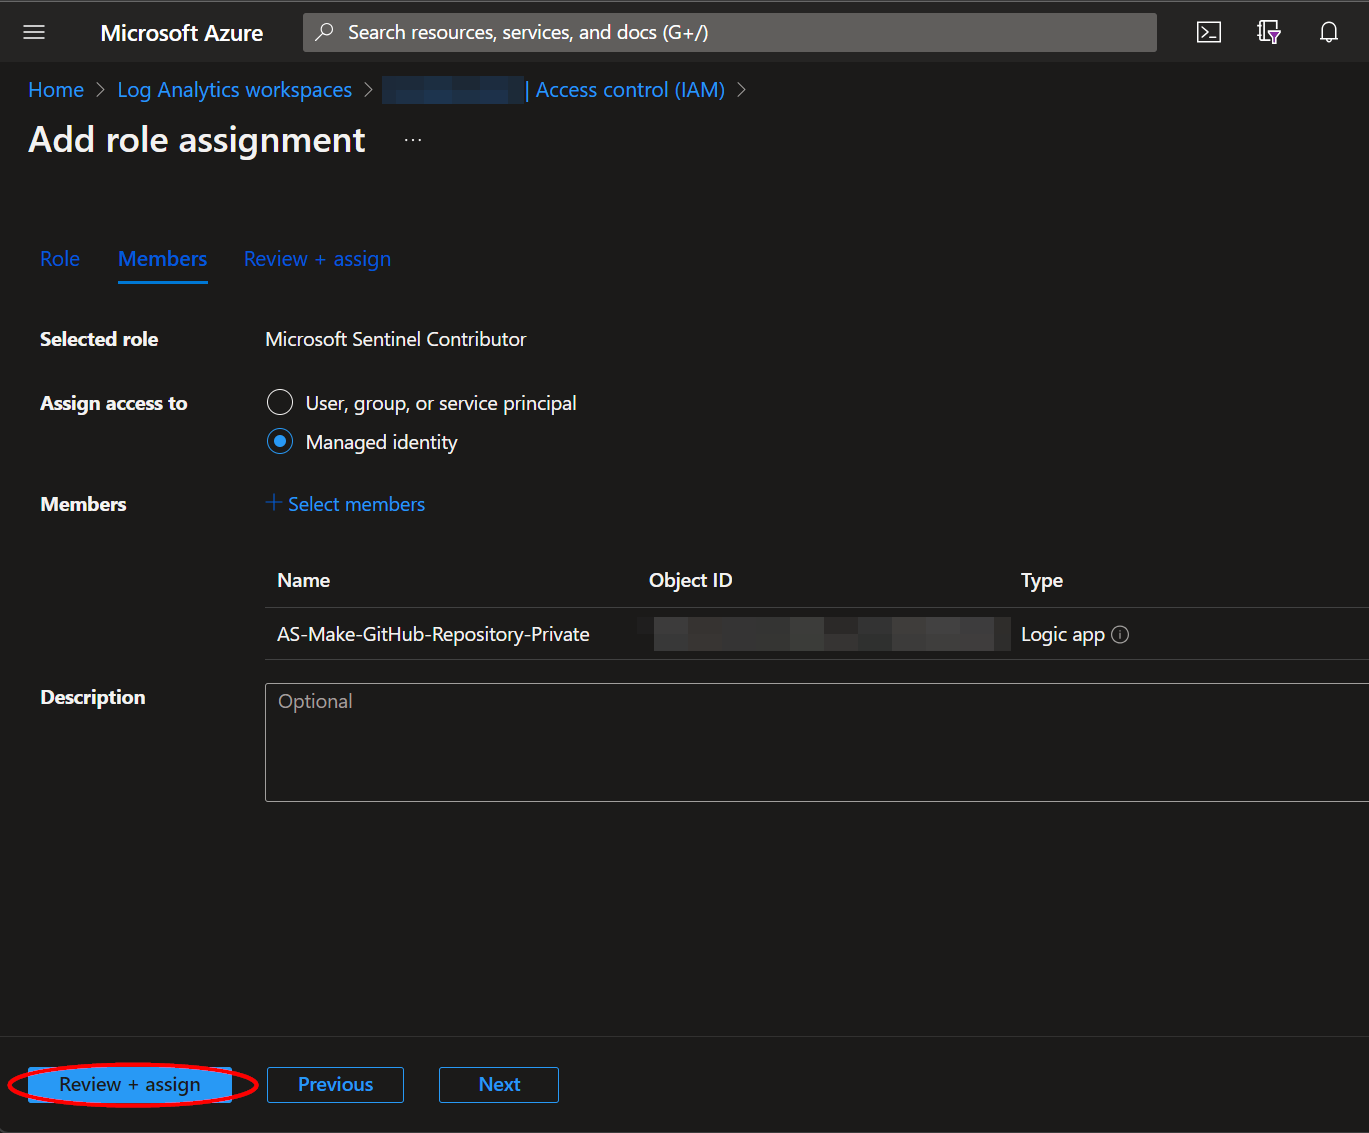 Microsoft Azure
Search resources, services, and docs (G+/)
Home > Log Analytics workspaces > | Access control (IAM) >
Add role assignment ...
Role Members Review + assign
Selected role Microsoft Sentinel Contributor
Assign access to User, group, or service principal
Managed identity
Members + Select members
Name Object ID Type
AS-Make-GitHub-Repository-Private Logic app
Description Optional
Review + assign Previous Next